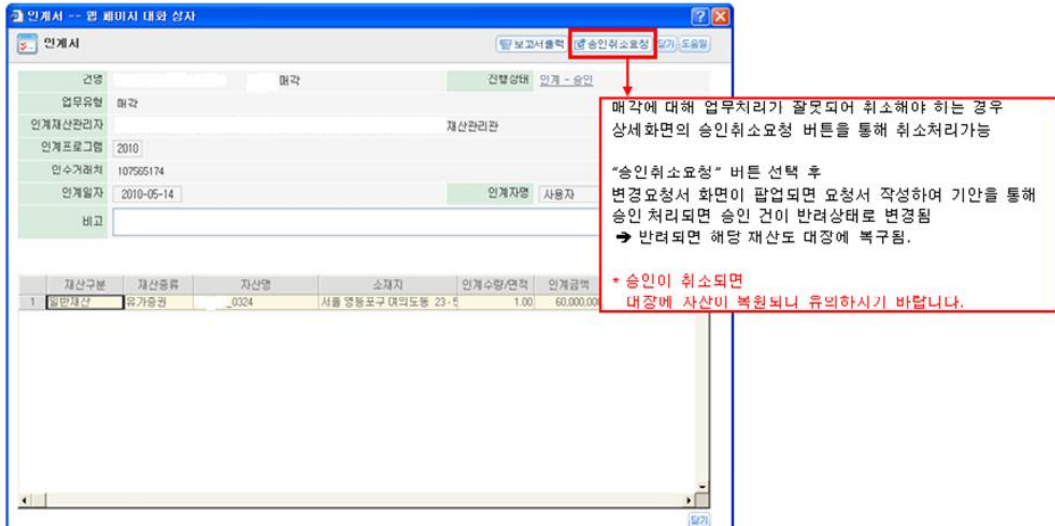 인계서 -- 웹 페이지 대화 상자
인계서
보고서출력 승인취소요청 닫기 도움말
건명 매각 진행상태 인계 - 승인
업무유형 매각
인계재산관리자 재산관리관
인계프로그램 2010
인수거래처 107565174
인계일자 2010-05-14 인계자명 사용자
비고
매각에 대해 업무처리가 잘못되어 취소해야 하는 경우
상세화면의 승인취소요청 버튼을 통해 취소처리가능
“승인취소요청” 버튼 선택 후
변경요청서 화면이 팝업되면 요청서 작성하여 기안을 통해
승인 처리되면 승인 건이 반려상태로 변경됨
➔ 반려되면 해당 재산도 대장에 복구됨.
* 승인이 취소되면
대장에 자산이 복원되니 유의하시기 바랍니다.
재산구분 재산종류 자산명 소재지 인계수량/면적 인계금액
1 일반재산 유가증권 _0324 서울 영등포구 여의도동 23-5 1.00 60,000,000
닫기